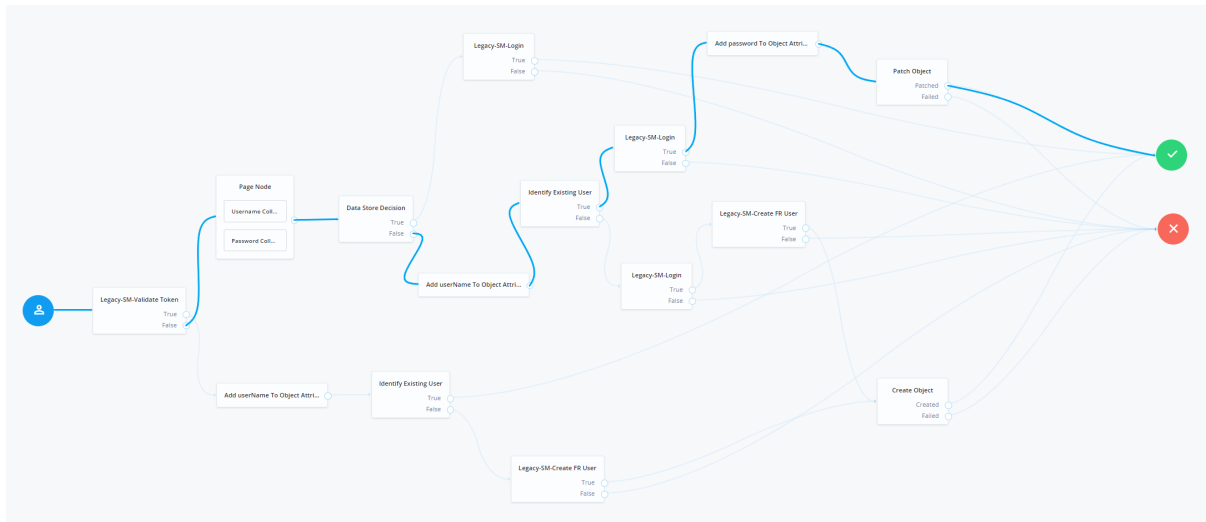 Legacy-SM-Login
True
False
Add password To Object Attri...
Patch Object
Patched
Failed
Legacy-SM-Login
True
False
Page Node
Username Coll...
Password Coll...
Data Store Decision
True
False
Identify Existing User
True
False
Legacy-SM-Create FR User
True
False
Legacy-SM-Login
True
False
Add userName To Object Attri...
Legacy-SM-Validate Token
True
False
Add userName To Object Attri...
Identify Existing User
True
False
Create Object
Created
Failed
Legacy-SM-Create FR User
True
False